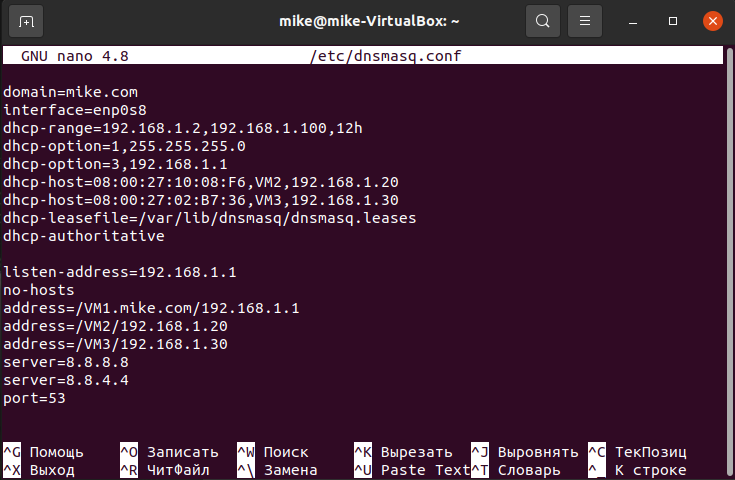 mike@mike-VirtualBox: ~
GNU nano 4.8 /etc/dnsmasq.conf
domain=mike.com
interface=enp0s8
dhcp-range=192.168.1.2,192.168.1.100,12h
dhcp-option=1,255.255.255.0
dhcp-option=3,192.168.1.1
dhcp-host=08:00:27:10:08:F6,VM2,192.168.1.20
dhcp-host=08:00:27:02:B7:36,VM3,192.168.1.30
dhcp-leasefile=/var/lib/dnsmasq/dnsmasq.leases
dhcp-authoritative
listen-address=192.168.1.1
no-hosts
address=/VM1.mike.com/192.168.1.1
address=/VM2/192.168.1.20
address=/VM3/192.168.1.30
server=8.8.8.8
server=8.8.4.4
port=53
^G Помощь ^O Записать ^W Поиск ^K Вырезать ^J Выровнять ^C ТекПозиц
^X Выход ^R ЧитФайл ^\ Замена ^U Paste Text ^T Словарь ^_ К строке